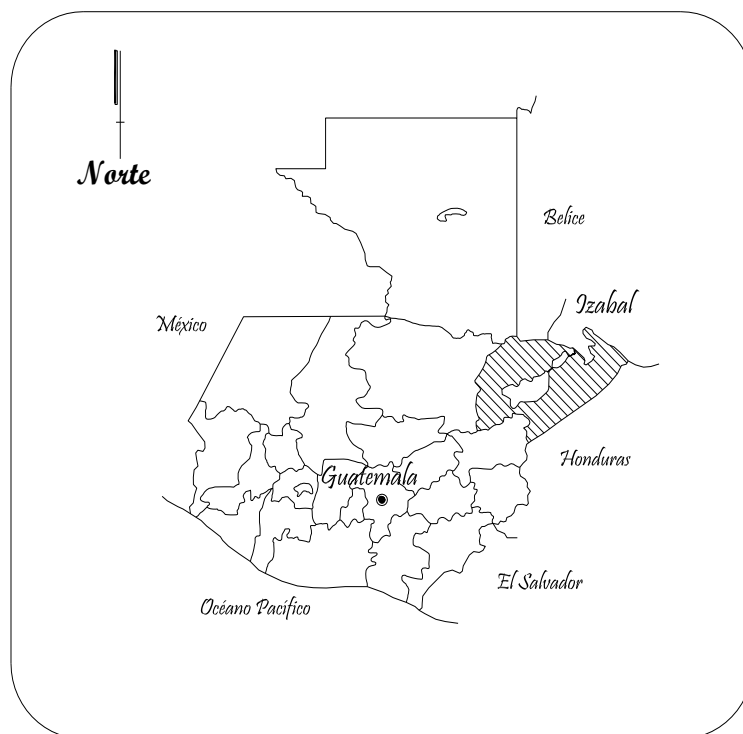 Norte
Belice
Izabal
México
Honduras
Guatemala
El Salvador
Océano Pacífico